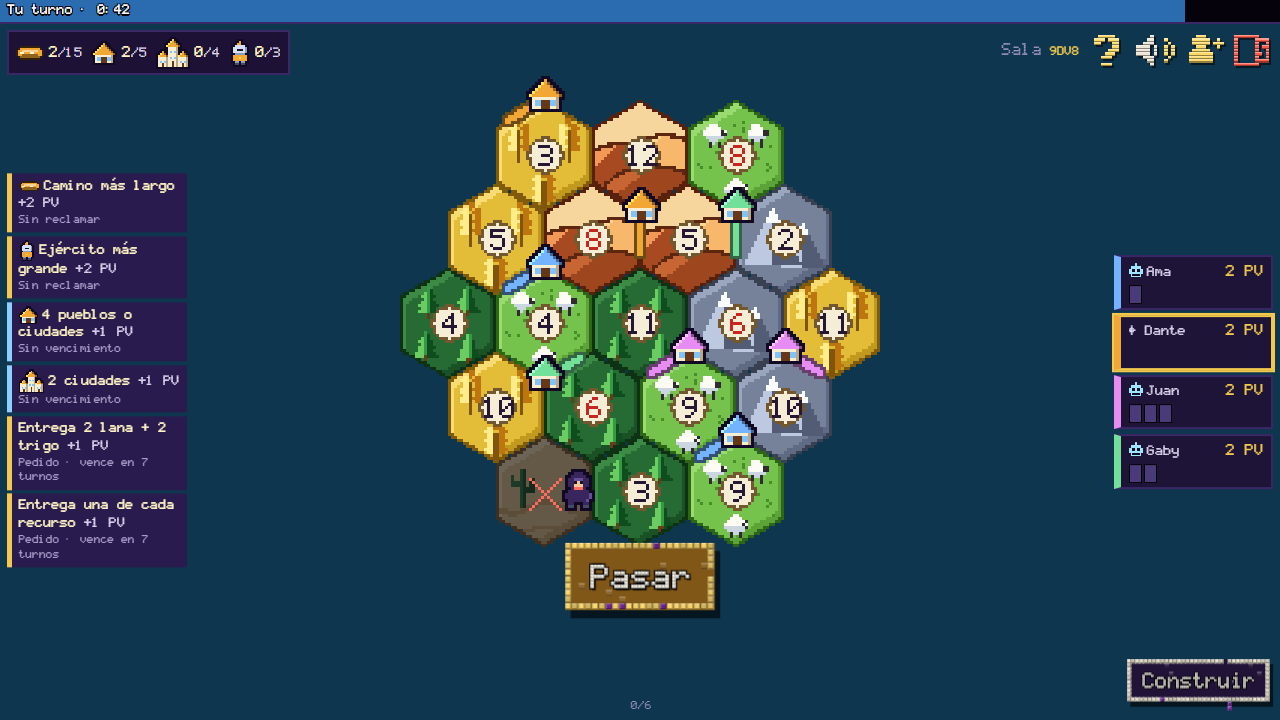 Tu turno · 0:42
2/15 2/5 0/4 0/3
Sala 9DV8
Camino más largo
+2 PV
Sin reclamar
Ejército más
grande +2 PV
Sin reclamar
4 pueblos o
ciudades +1 PV
Sin vencimiento
2 ciudades +1 PV
Sin vencimiento
Entrega 2 lana + 2
trigo +1 PV
Pedido · vence en 7
turnos
Entrega una de cada
recurso +1 PV
Pedido · vence en 7
turnos
3 12 8
5 8 5 2
4 4 11 6 11
10 6 9 10
3 9
Ama 2 PV
Dante 2 PV
Juan 2 PV
Gaby 2 PV
Pasar
Construir
0/6